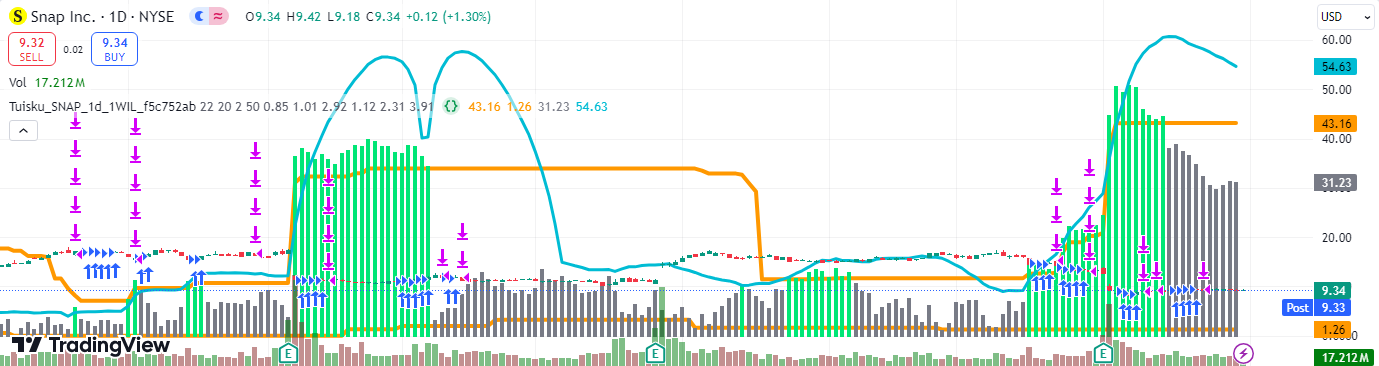 S Snap Inc. · 1D · NYSE O9.34 H9.42 L9.18 C9.34 +0.12 (+1.30%) USD
9.32 SELL 0.02 9.34 BUY
Vol 17.212M
Tuisku_SNAP_1d_1WIL_f5c752ab 22 20 2 50 0.85 1.01 2.92 1.12 2.31 3.91 {} 43.16 1.26 31.23 54.63
60.00
54.63
50.00
43.16
40.00
31.23
20.00
9.34
Post 9.33
1.26
TradingView
E E E
17.212M